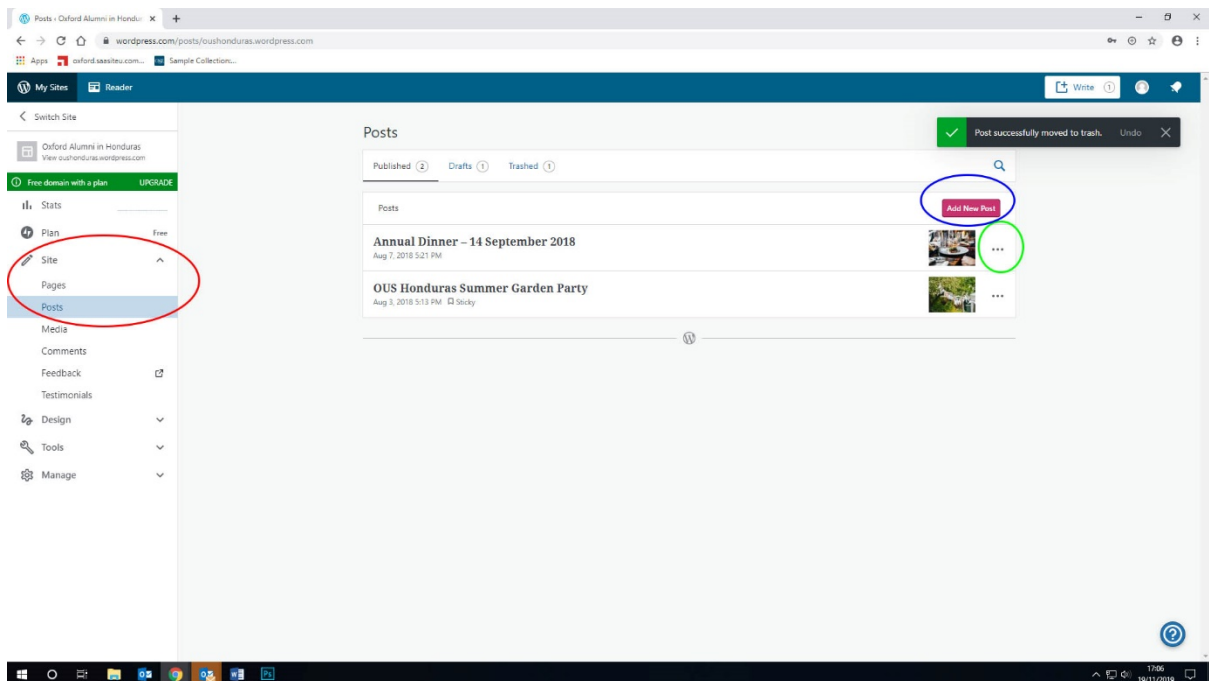 Posts ‹ Oxford Alumni in Hondur
wordpress.com/posts/oushonduras.wordpress.com
Apps oxford.saasiteu.com... Sample Collection...
My Sites Reader Write 1
Switch Site
Oxford Alumni in Honduras
View oushonduras.wordpress.com
Free domain with a plan UPGRADE
Stats
Plan Free
Site
Pages
Posts
Media
Comments
Feedback
Testimonials
Design
Tools
Manage
Posts
Post successfully moved to trash. Undo
Published 2 Drafts 1 Trashed 1
Posts Add New Post
Annual Dinner – 14 September 2018
Aug 7, 2018 5:21 PM
OUS Honduras Summer Garden Party
Aug 3, 2018 5:13 PM Sticky
17:06
19/11/2019